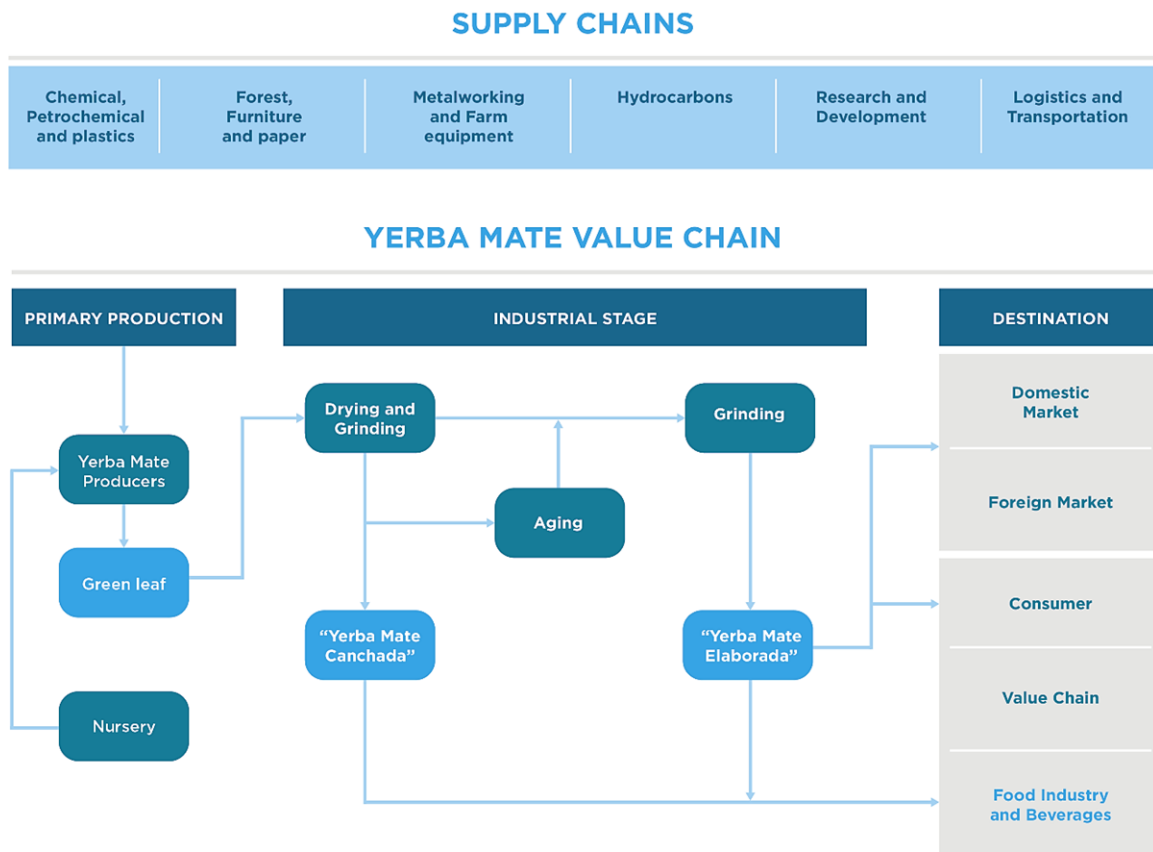 SUPPLY CHAINS
Chemical,
Petrochemical
and plastics
Forest,
Furniture
and paper
Metalworking
and Farm
equipment
Hydrocarbons
Research and
Development
Logistics and
Transportation
YERBA MATE VALUE CHAIN
PRIMARY PRODUCTION
Yerba Mate
Producers
Green leaf
Nursery
INDUSTRIAL STAGE
Drying and
Grinding
Grinding
Aging
“Yerba Mate
Canchada”
“Yerba Mate
Elaborada”
DESTINATION
Domestic
Market
Foreign Market
Consumer
Value Chain
Food Industry
and Beverages